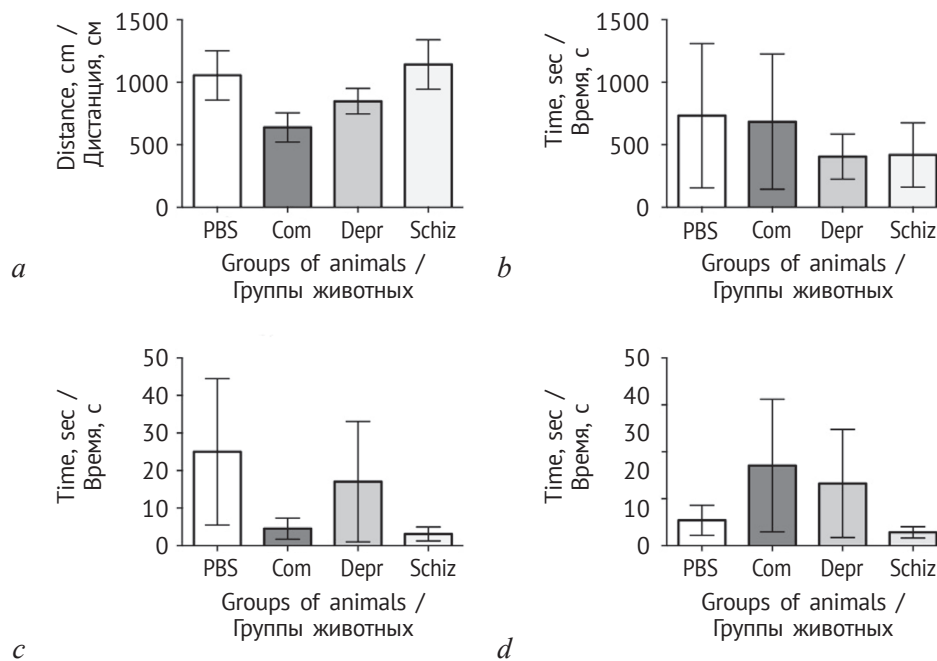 Distance, cm /
Дистанция, см
1500
1000
500
0
PBS Com Depr Schiz
Groups of animals /
Группы животных
a
Time, sec /
Время, с
1500
1000
500
0
PBS Com Depr Schiz
Groups of animals /
Группы животных
b
Time, sec /
Время, с
50
40
30
20
10
0
PBS Com Depr Schiz
Groups of animals /
Группы животных
c
Time, sec /
Время, с
50
40
30
20
10
0
PBS Com Depr Schiz
Groups of animals /
Группы животных
d